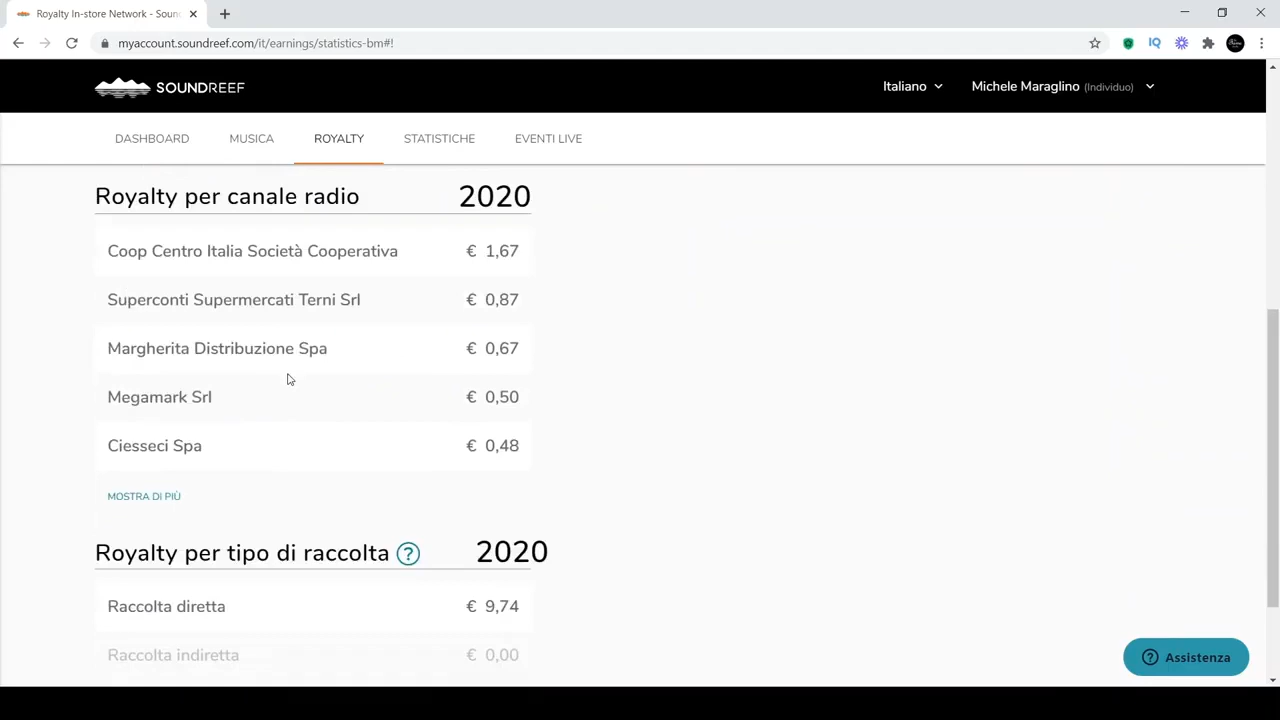 Royalty In-store Network - Soun
myaccount.soundreef.com/it/earnings/statistics-bm#!
IQ
SOUNDREEF
Italiano
Michele Maraglino (Individuo)
DASHBOARD MUSICA ROYALTY STATISTICHE EVENTI LIVE
Royalty per canale radio 2020
Coop Centro Italia Società Cooperativa € 1,67
Superconti Supermercati Terni Srl € 0,87
Margherita Distribuzione Spa € 0,67
Megamark Srl € 0,50
Ciesseci Spa € 0,48
MOSTRA DI PIÙ
Royalty per tipo di raccolta ? 2020
Raccolta diretta € 9,74
Raccolta indiretta € 0,00
? Assistenza